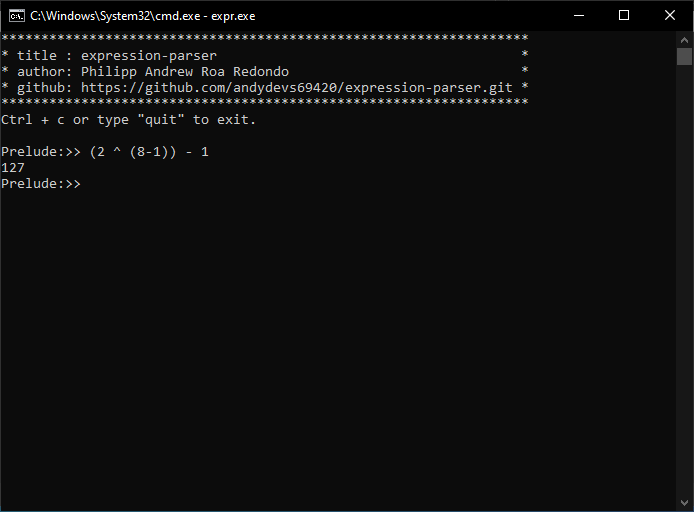 C:\Windows\System32\cmd.exe - expr.exe
******************************************************************
* title : expression-parser                                      *
* author: Philipp Andrew Roa Redondo                             *
* github: https://github.com/andydevs69420/expression-parser.git *
******************************************************************
Ctrl + c or type "quit" to exit.
Prelude:>> (2 ^ (8-1)) - 1
127
Prelude:>>